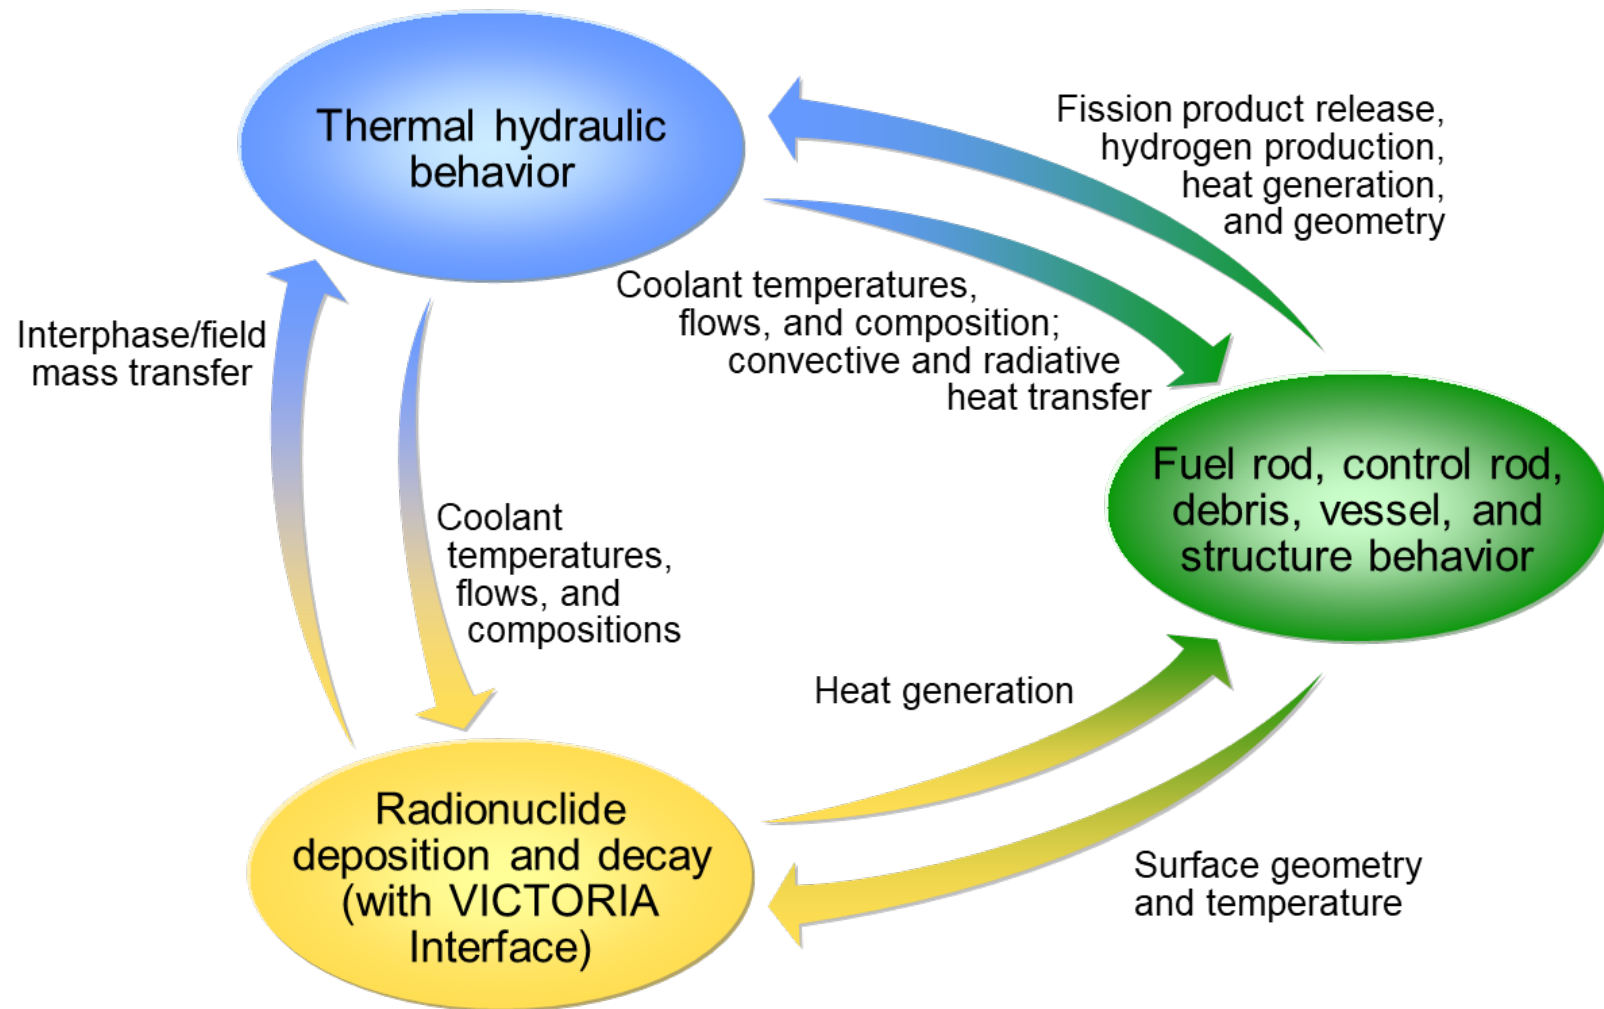 Thermal hydraulic
behavior
Fission product release,
hydrogen production,
heat generation,
and geometry
Coolant temperatures,
flows, and composition;
convective and radiative
heat transfer
Interphase/field
mass transfer
Coolant
temperatures,
flows, and
compositions
Fuel rod, control rod,
debris, vessel, and
structure behavior
Heat generation
Radionuclide
deposition and decay
(with VICTORIA
Interface)
Surface geometry
and temperature